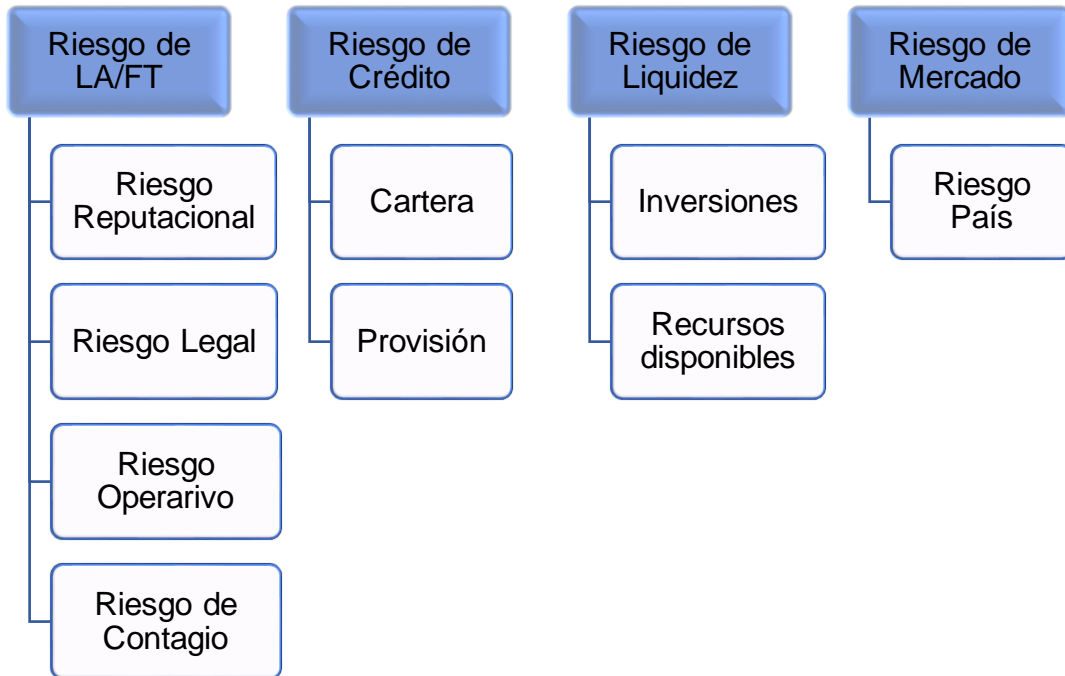 Riesgo de
LA/FT
Riesgo
Reputacional
Riesgo Legal
Riesgo
Operarivo
Riesgo de
Contagio
Riesgo de
Crédito
Cartera
Provisión
Riesgo de
Liquidez
Inversiones
Recursos
disponibles
Riesgo de
Mercado
Riesgo
País